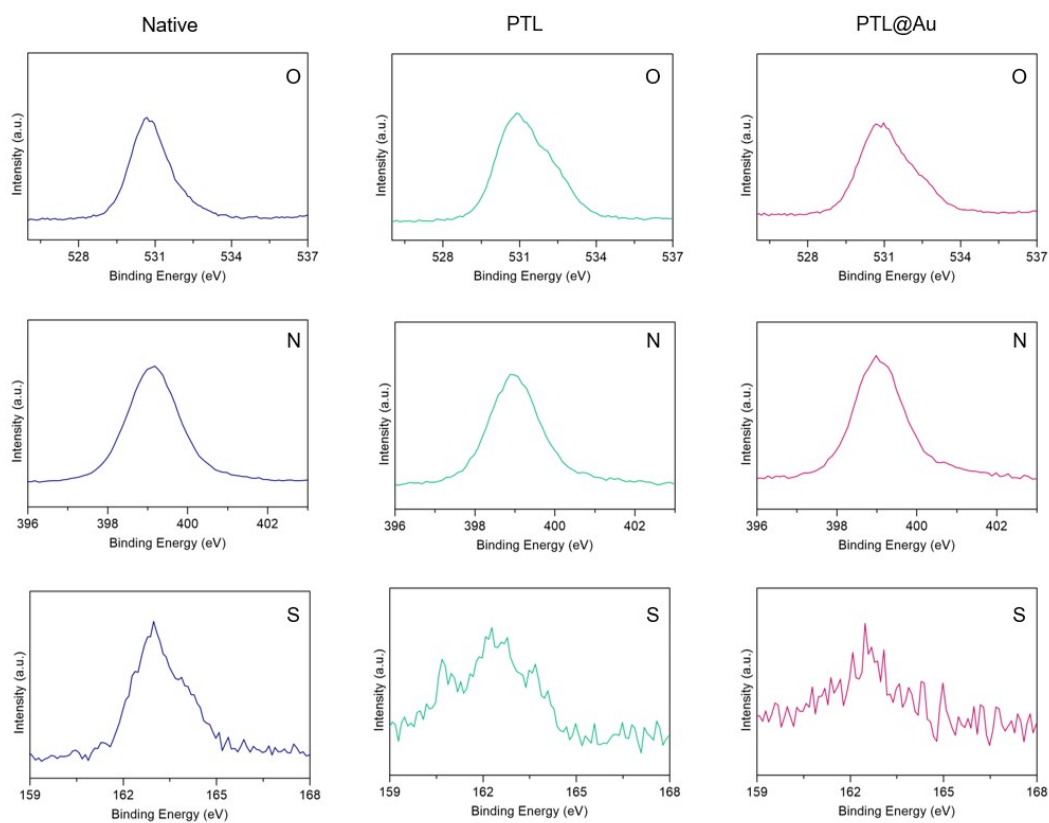 Native PTL PTL@Au
O O O
Intensity (a.u.) Intensity (a.u.) Intensity (a.u.)
528 531 534 537 528 531 534 537 528 531 534 537
Binding Energy (eV) Binding Energy (eV) Binding Energy (eV)
N N N
Intensity (a.u.) Intensity (a.u.) Intensity (a.u.)
396 398 400 402 396 398 400 402 396 398 400 402
Binding Energy (eV) Binding Energy (eV) Binding Energy (eV)
S S S
Intensity (a.u.) Intensity (a.u.) Intensity (a.u.)
159 162 165 168 159 162 165 168 159 162 165 168
Binding Energy (eV) Binding Energy (eV) Binding Energy (eV)